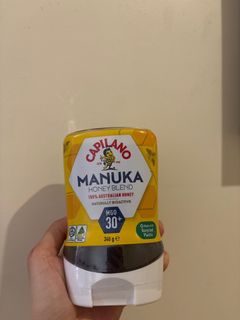 CAPILANO
MANUKA
HONEY BLEND
100% AUSTRALIAN HONEY
NATURALLY BIOACTIVE
MGO
30+
340 g e